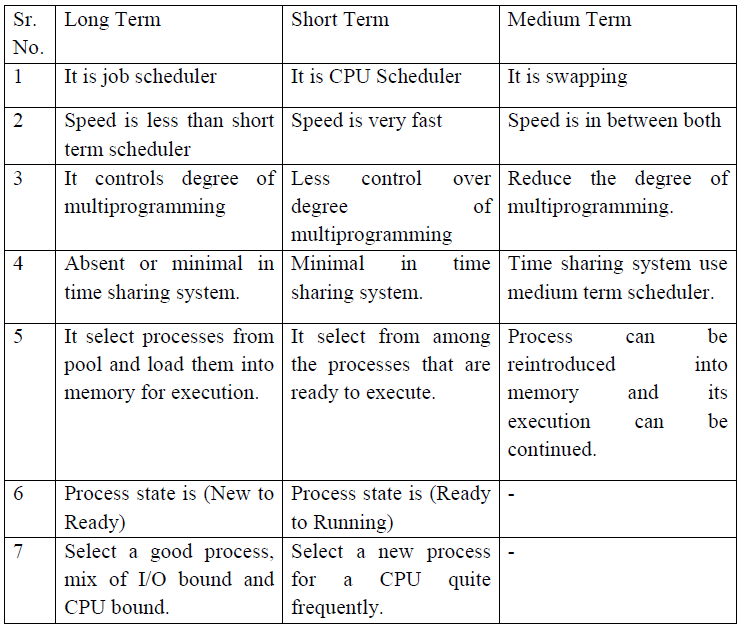 Sr. Long Term Short Term Medium Term
No.
1 It is job scheduler It is CPU Scheduler It is swapping
2 Speed is less than short Speed is very fast Speed is in between both
term scheduler
3 It controls degree of Less control over Reduce the degree of
multiprogramming degree of multiprogramming.
multiprogramming
4 Absent or minimal in Minimal in time Time sharing system use
time sharing system. sharing system. medium term scheduler.
5 It select processes from It select from among Process can be
pool and load them into the processes that are reintroduced into
memory for execution. ready to execute. memory and its
execution can be
continued.
6 Process state is (New to Process state is (Ready -
Ready) to Running)
7 Select a good process, Select a new process -
mix of I/O bound and for a CPU quite
CPU bound. frequently.